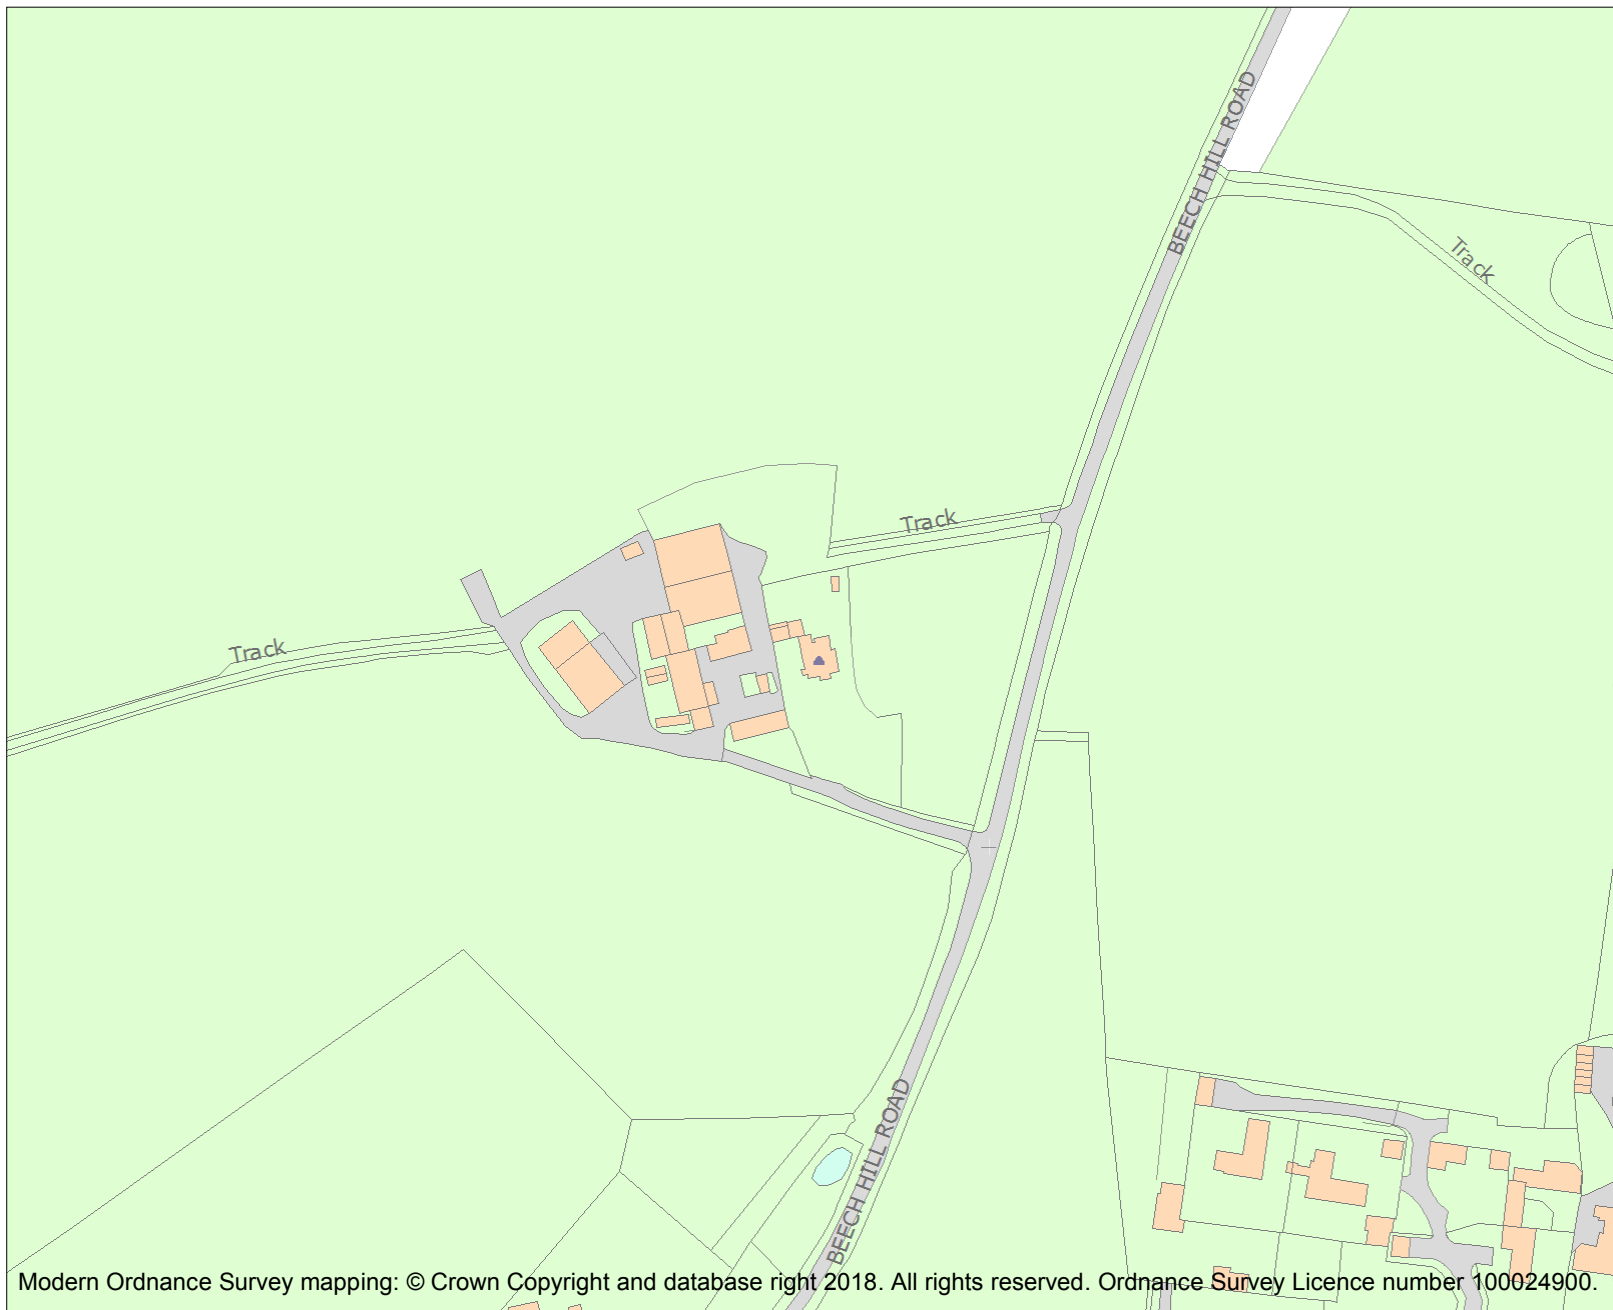 BEECH HILL ROAD
Track
Track
Track
BEECH HILL ROAD
Modern Ordnance Survey mapping: © Crown Copyright and database right 2018. All rights reserved. Ordnance Survey Licence number 100024900.